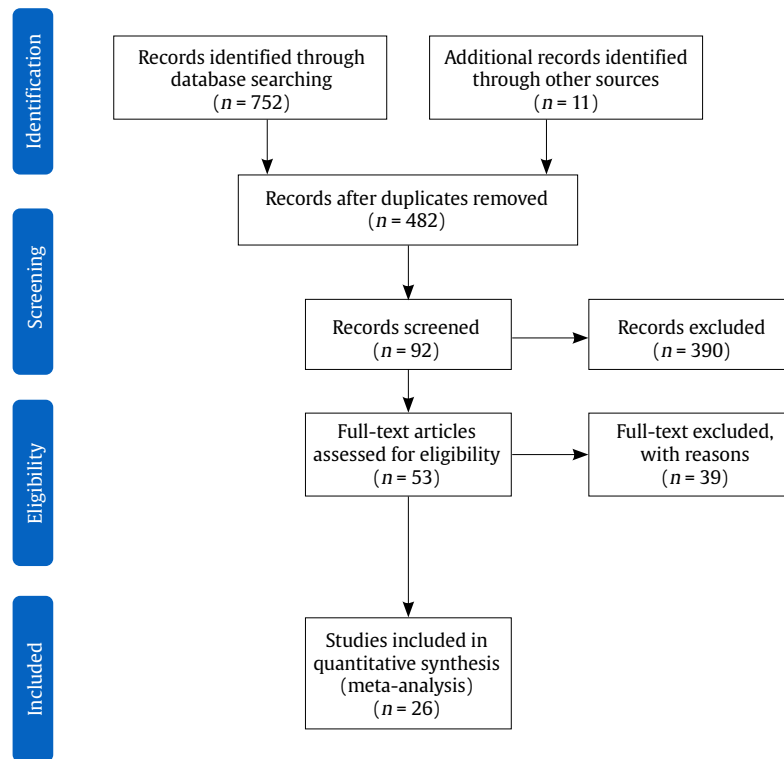 Identification
Records identified through
database searching
(n = 752)
Additional records identified
through other sources
(n = 11)
Records after duplicates removed
(n = 482)
Screening
Records screened
(n = 92)
Records excluded
(n = 390)
Eligibility
Full-text articles
assessed for eligibility
(n = 53)
Full-text excluded,
with reasons
(n = 39)
Included
Studies included in
quantitative synthesis
(meta-analysis)
(n = 26)